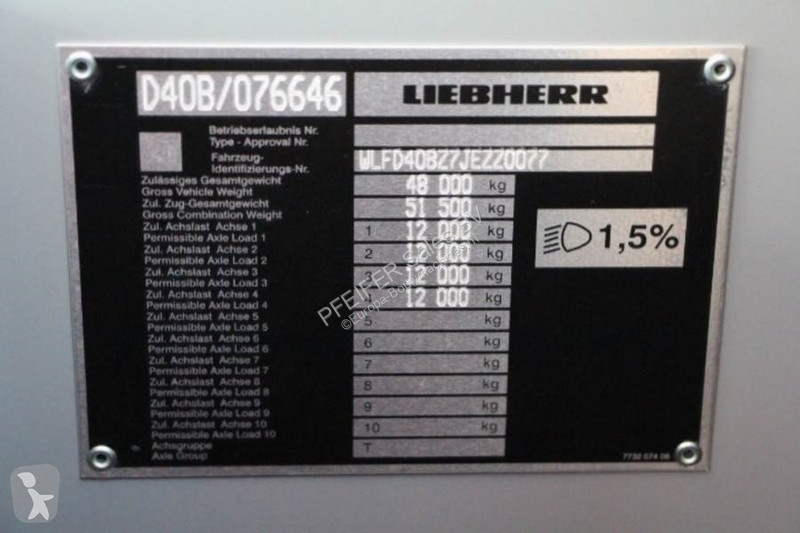 D40B/076646 LIEBHERR
Betriebserlaubnis Nr.
Type - Approval Nr.
Fahrzeug-
Identifizierungs-Nr. WLFD40BZ7JEZZ0077
Zulässiges Gesamtgewicht
Gross Vehicle Weight 48 000 kg
Zul. Zug-Gesamtgewicht
Gross Combination Weight 51 500 kg
Zul. Achslast Achse 1
Permissible Axle Load 1 1 12 000 kg
Zul. Achslast Achse 2
Permissible Axle Load 2 2 12 000 kg
Zul. Achslast Achse 3
Permissible Axle Load 3 3 12 000 kg
Zul. Achslast Achse 4
Permissible Axle Load 4 4 12 000 kg
Zul. Achslast Achse 5
Permissible Axle Load 5 5 kg
Zul. Achslast Achse 6
Permissible Axle Load 6 6 kg
Zul. Achslast Achse 7
Permissible Axle Load 7 7 kg
Zul. Achslast Achse 8
Permissible Axle Load 8 8 kg
Zul. Achslast Achse 9
Permissible Axle Load 9 9 kg
Zul. Achslast Achse 10
Permissible Axle Load 10 10 kg
Achsgruppe
Axle Group T kg
1,5%
7732 074 08
PFEIFER